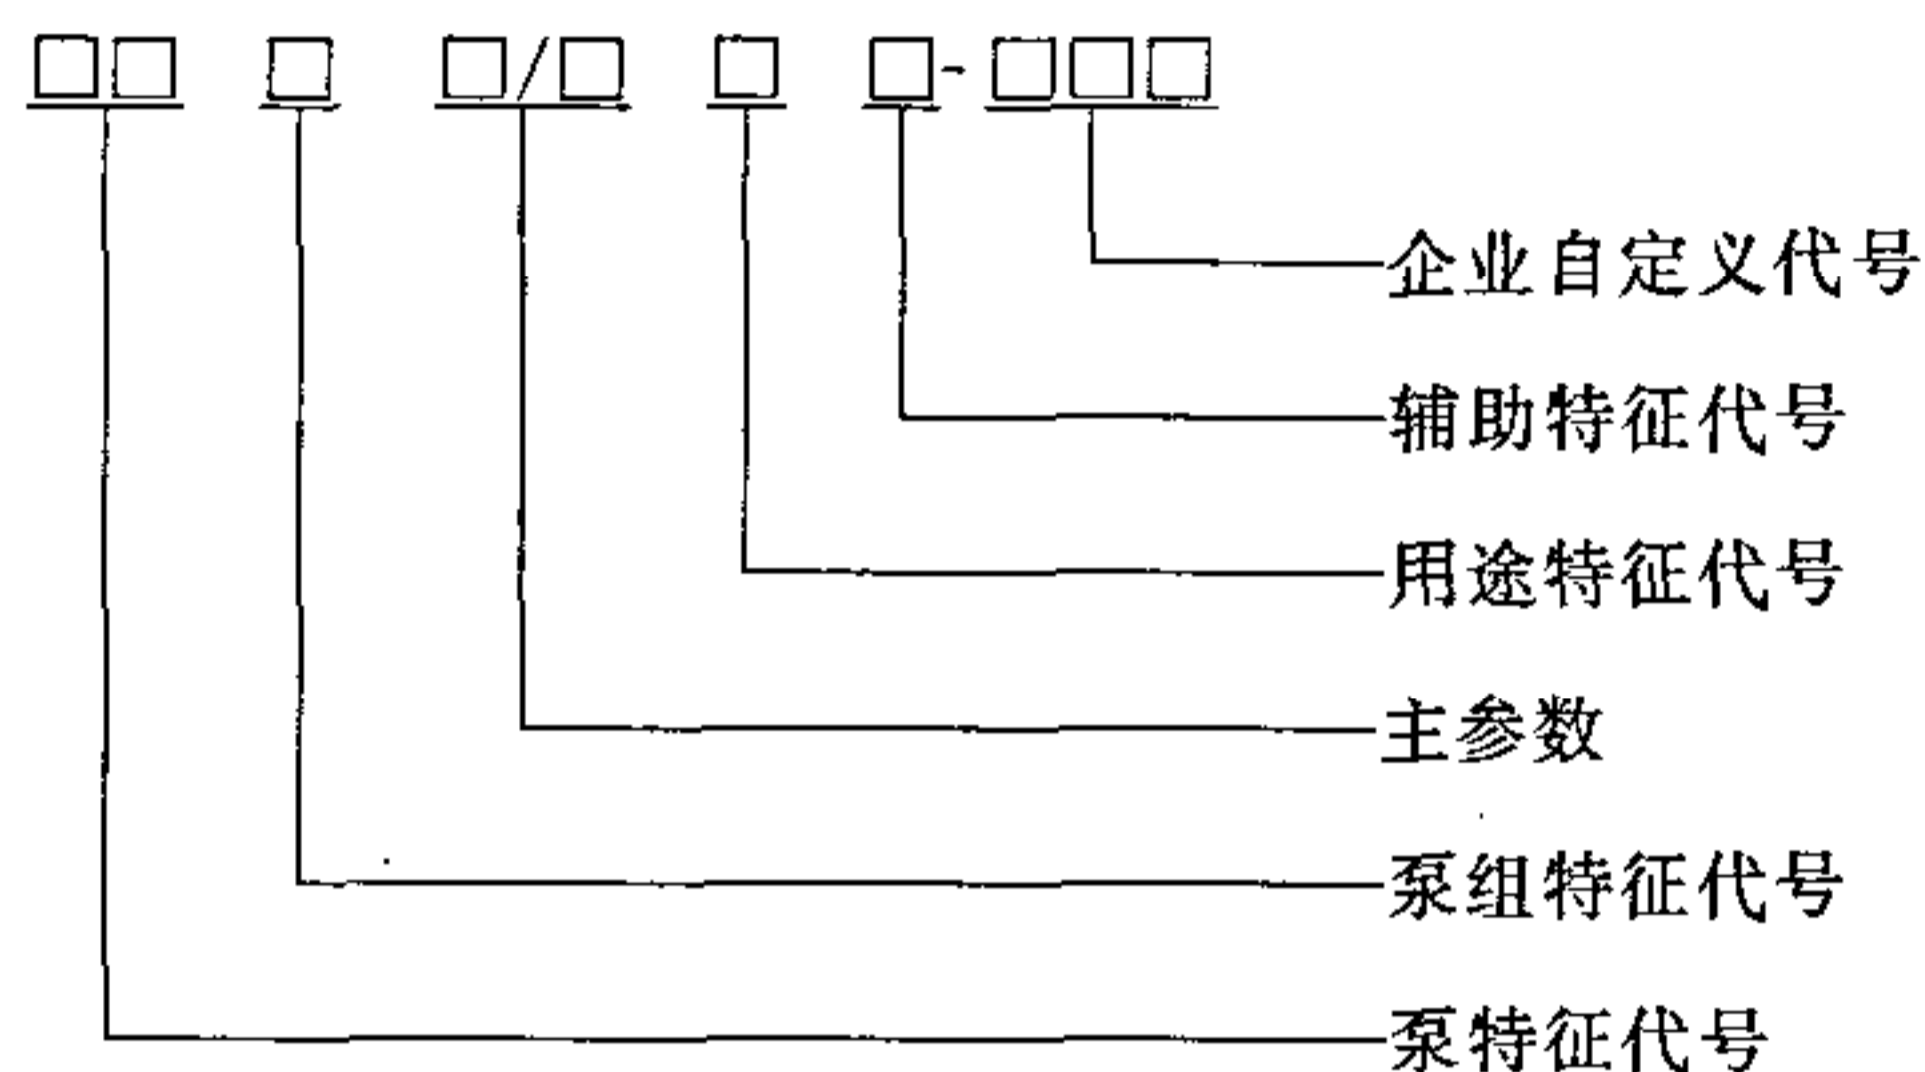 □□ □ □/□ □ □-□□□
企业自定义代号
辅助特征代号
用途特征代号
主参数
泵组特征代号
泵特征代号